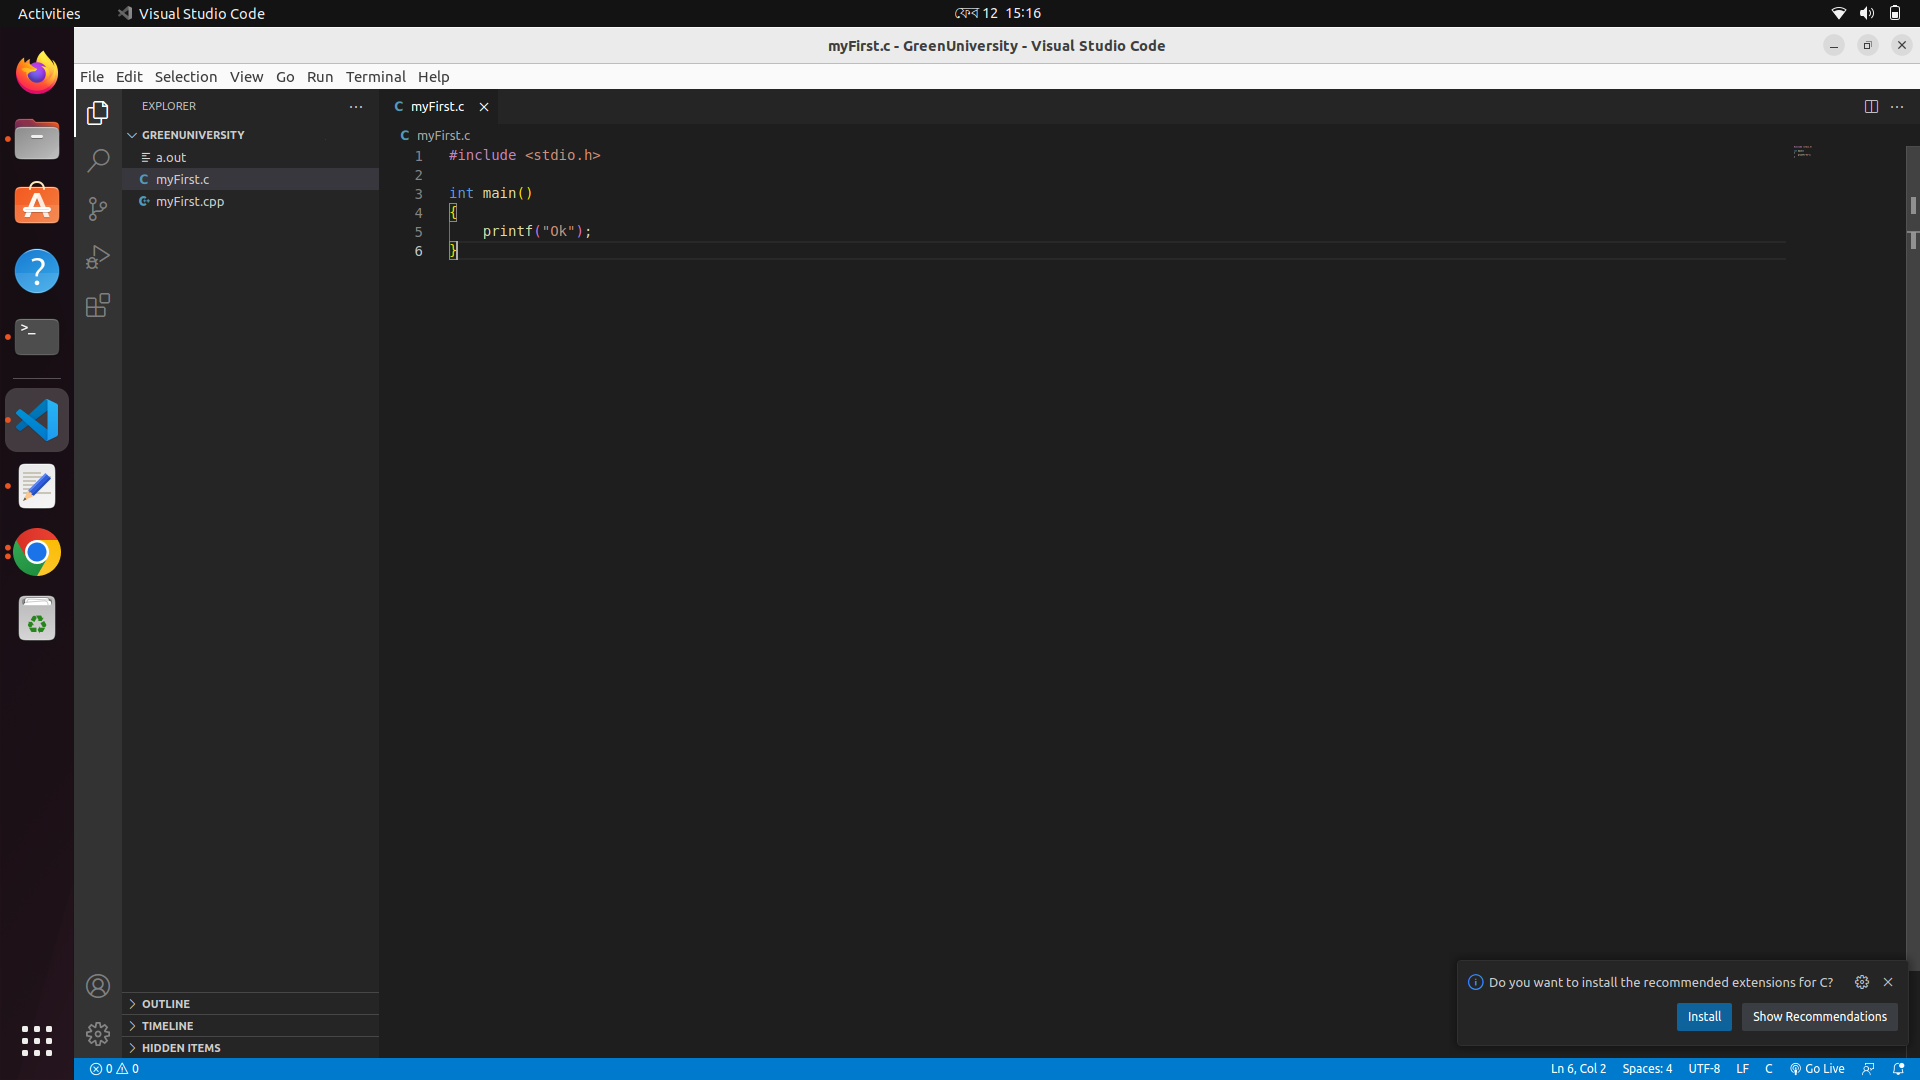 Activities Visual Studio Code ফেব 12 15:16
myFirst.c - GreenUniversity - Visual Studio Code
File Edit Selection View Go Run Terminal Help
EXPLORER
GREENUNIVERSITY
a.out
myFirst.c
myFirst.cpp
OUTLINE
TIMELINE
HIDDEN ITEMS
myFirst.c
myFirst.c
1 #include <stdio.h>
2
3 int main()
4 {
5 printf("Ok");
6 }
Do you want to install the recommended extensions for C?
Install Show Recommendations
0 0 Ln 6, Col 2 Spaces: 4 UTF-8 LF C Go Live